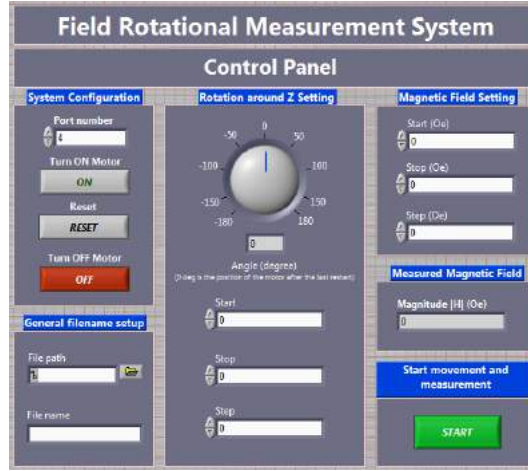 Field Rotational Measurement System
Control Panel
System Configuration
Port number
4
Turn ON Motor
ON
Reset
RESET
Turn OFF Motor
OFF
General filename setup
File path
File name
Rotation around Z Setting
-50
0
50
-100
100
-150
150
-180
180
0
Angle (degree)
(0 deg is the position of the motor after the last restart)
Start
0
Stop
0
Step
0
Magnetic Field Setting
Start (Oe)
0
Stop (Oe)
0
Step (Oe)
0
Measured Magnetic Field
Magnitude |H| (Oe)
0
Start movement and
measurement
START